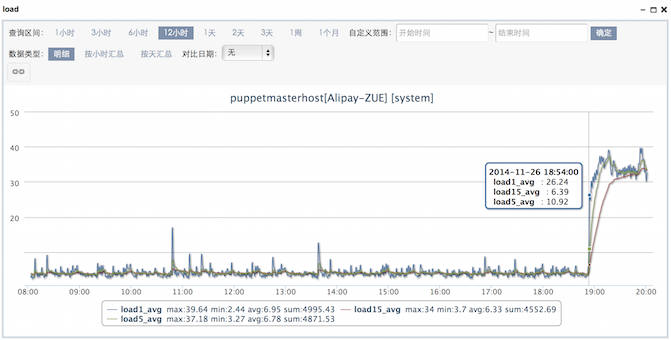 load
查询区间: 1小时 3小时 6小时 12小时 1天 2天 3天 1周 1个月 自定义范围: 开始时间 ~ 结束时间 确定
数据类型: 明细 按小时汇总 按天汇总 对比日期: 无
puppetmasterhost[Alipay-ZUE] [system]
50
40
30
20
2014-11-26 18:54:00
load1_avg : 26.24
load15_avg : 6.39
load5_avg : 10.92
08:00 09:00 10:00 11:00 12:00 13:00 14:00 15:00 16:00 17:00 18:00 19:00 20:00
load1_avg max:39.64 min:2.44 avg:6.95 sum:4995.43 load15_avg max:34 min:3.7 avg:6.33 sum:4552.69
load5_avg max:37.18 min:3.27 avg:6.78 sum:4871.53